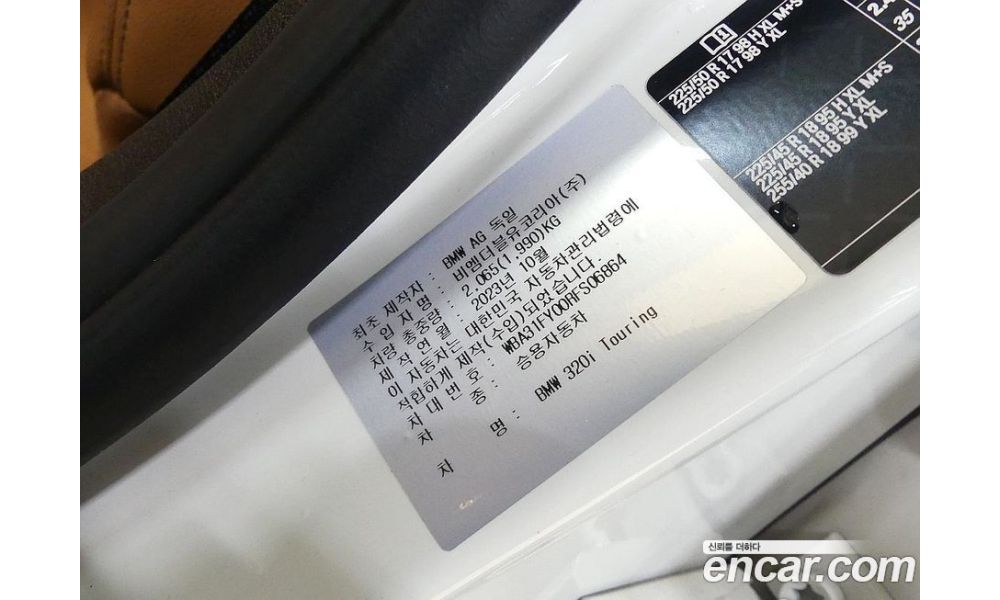 최초 제작자 : BMW AG 독일
수 입 자 명 : 비엠더블유코리아(주)
차량 총중량 : 2.065(1.990)KG
제 작 연 월 : 2023년 10월
이 자동차는 대한민국 자동차관리법령에
적합하게 제작(수입)되었습니다.
차 대 번 호 : WBA31FY00RFS06864
차 종 : 승용자동차
차 명 : BMW 320i Touring
225/50 R 17 98 H XL M+S
225/50 R 17 98 Y XL
225/45 R 18 95 H XL M+S
225/45 R 18 95 Y XL
255/40 R 18 99 Y XL
35
신뢰를 더하다
encar.com